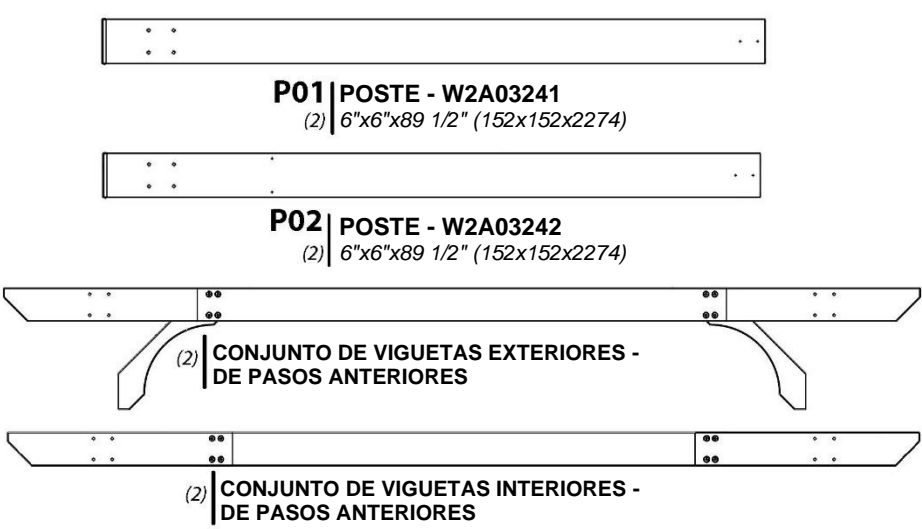 P01 POSTE - W2A03241
(2) 6"x6"x89 1/2" (152x152x2274)
P02 POSTE - W2A03242
(2) 6"x6"x89 1/2" (152x152x2274)
(2) CONJUNTO DE VIGUETAS EXTERIORES -
DE PASOS ANTERIORES
(2) CONJUNTO DE VIGUETAS INTERIORES -
DE PASOS ANTERIORES